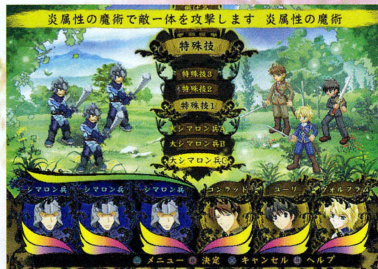 炎属性の魔術で敵一体を攻撃します 炎属性の魔術
特殊技
特殊技3
特殊技2
特殊技1
大シマロン兵A
大シマロン兵B
大シマロン兵C
シマロン兵 シマロン兵 シマロン兵 コンラッド ユーリ ヴォルフラム
メニュー 決定 キャンセル ヘルプ